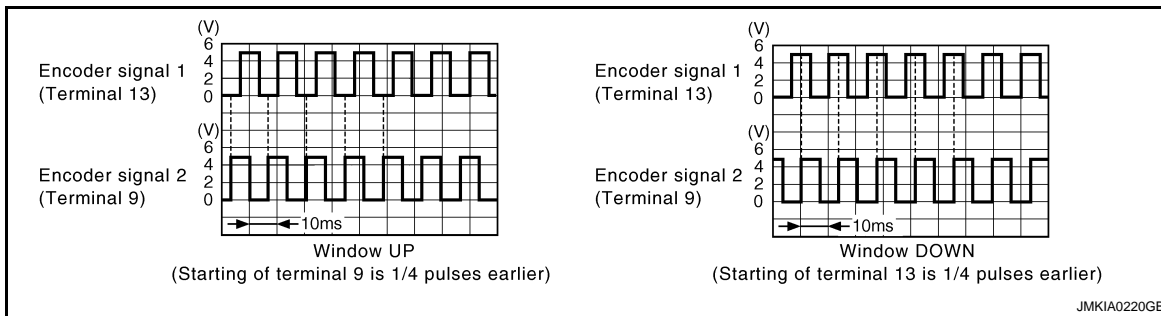 (V)
6
4
2
0
Encoder signal 1
(Terminal 13)
(V)
6
4
2
0
Encoder signal 2
(Terminal 9)
10ms
Window UP
(Starting of terminal 9 is 1/4 pulses earlier)
(V)
6
4
2
0
Encoder signal 1
(Terminal 13)
(V)
6
4
2
0
Encoder signal 2
(Terminal 9)
10ms
Window DOWN
(Starting of terminal 13 is 1/4 pulses earlier)
JMKIA0220GB